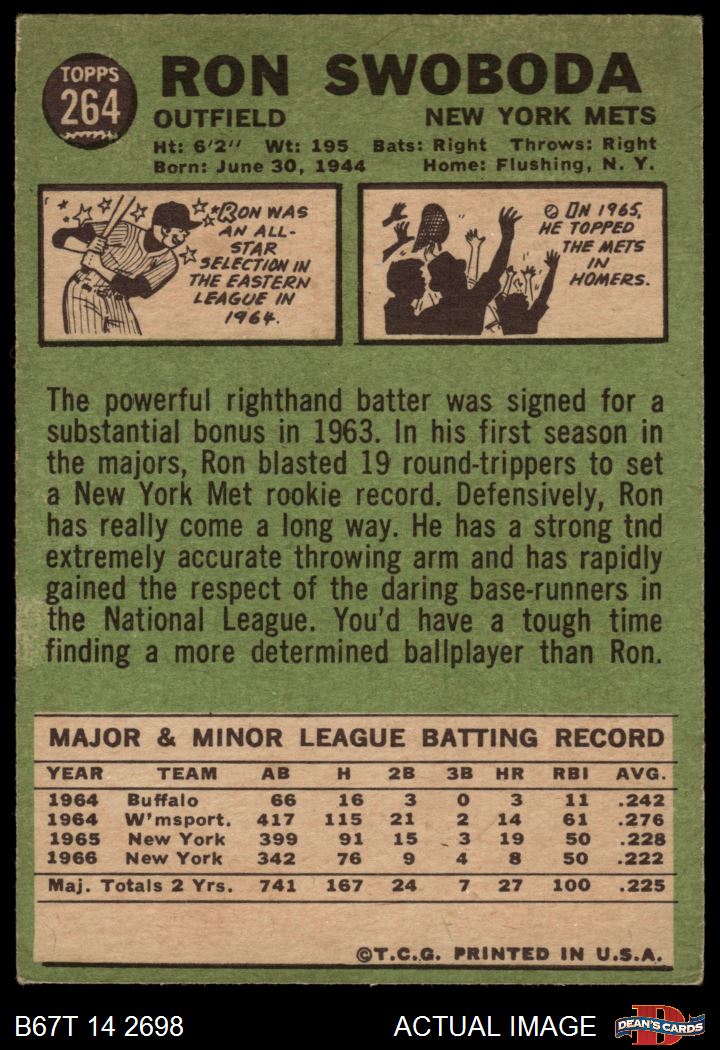 TOPPS
264
RON SWOBODA
OUTFIELD NEW YORK METS
Ht: 6'2" Wt: 195 Bats: Right Throws: Right
Born: June 30, 1944 Home: Flushing, N. Y.
RON WAS
AN ALL-
STAR
SELECTION IN
THE EASTERN
LEAGUE IN
1964.
IN 1965,
HE TOPPED
THE METS
IN
HOMERS.
The powerful righthand batter was signed for a
substantial bonus in 1963. In his first season in
the majors, Ron blasted 19 round-trippers to set
a New York Met rookie record. Defensively, Ron
has really come a long way. He has a strong tnd
extremely accurate throwing arm and has rapidly
gained the respect of the daring base-runners in
the National League. You'd have a tough time
finding a more determined ballplayer than Ron.
MAJOR & MINOR LEAGUE BATTING RECORD
YEAR TEAM AB H 2B 3B HR RBI AVG.
1964 Buffalo 66 16 3 0 3 11 .242
1964 W'msport. 417 115 21 2 14 61 .276
1965 New York 399 91 15 3 19 50 .228
1966 New York 342 76 9 4 8 50 .222
Maj. Totals 2 Yrs. 741 167 24 7 27 100 .225
©T.C.G. PRINTED IN U.S.A.
B67T 14 2698 ACTUAL IMAGE DEAN'S CARDS